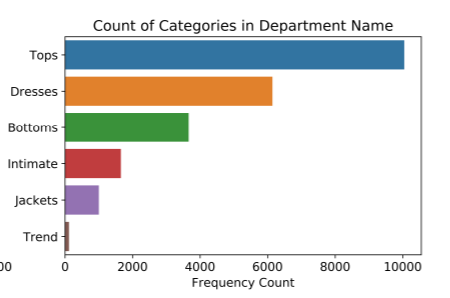 Count of Categories in Department Name
Tops
Dresses
Bottoms
Intimate
Jackets
Trend
00 0 2000 4000 6000 8000 10000
Frequency Count